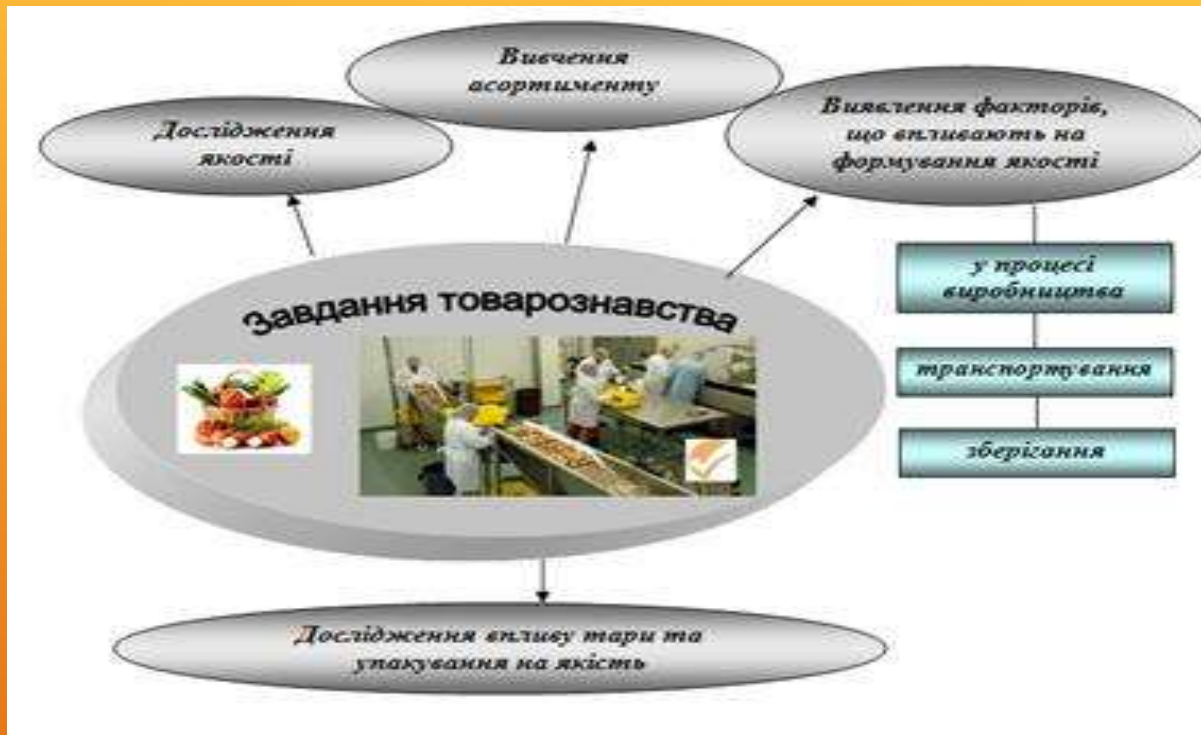 Вивчення
асортименту
Дослідження
якості
Виявлення факторів,
що впливають на
формування якості
у процесі
виробництва
транспортування
зберігання
Завдання товарознавства
Дослідження впливу тари та
упакування на якість